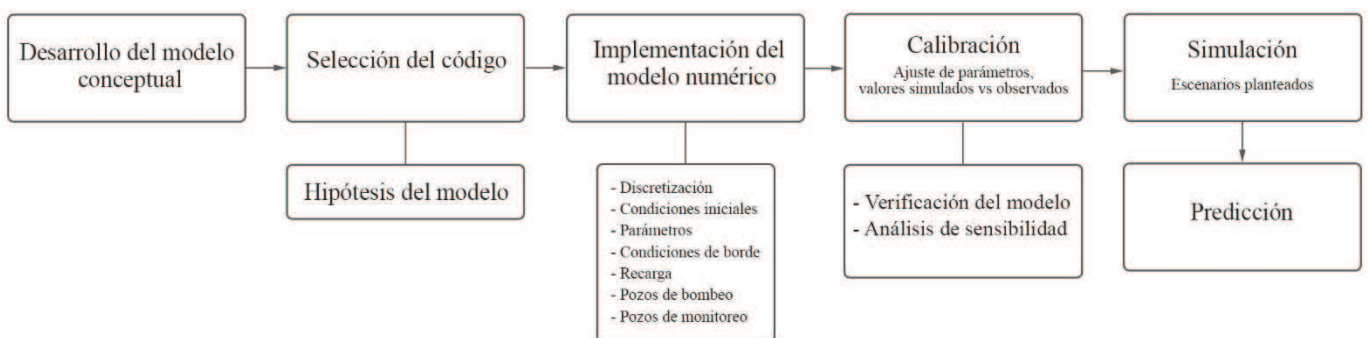 Desarrollo del modelo
conceptual
Selección del código
Hipótesis del modelo
Implementación del
modelo numérico
- Discretización
- Condiciones iniciales
- Parámetros
- Condiciones de borde
- Recarga
- Pozos de bombeo
- Pozos de monitoreo
Calibración
Ajuste de parámetros,
valores simulados vs observados
- Verificación del modelo
- Análisis de sensibilidad
Simulación
Escenarios planteados
Predicción